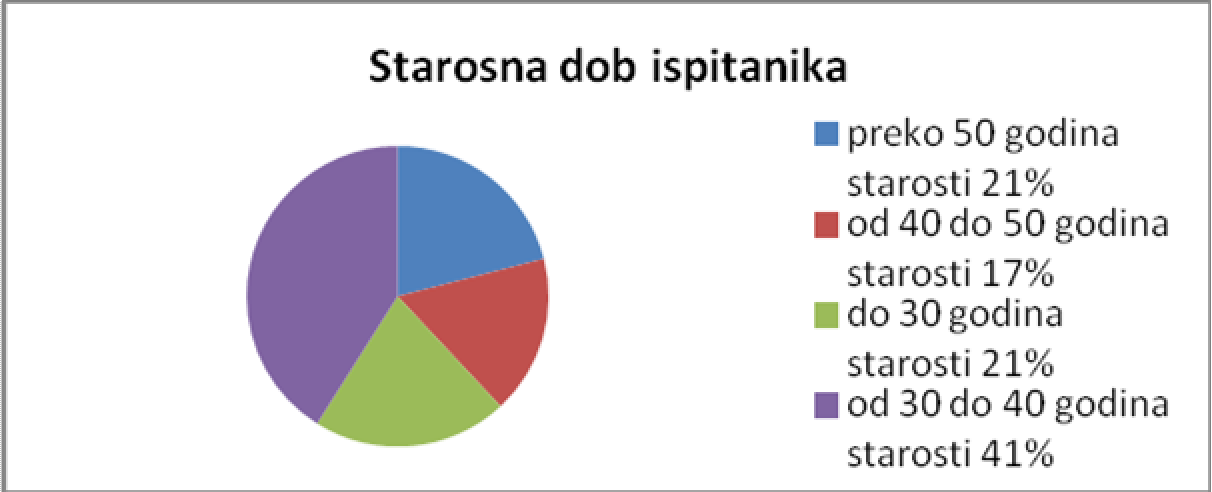 Starosna dob ispitanika
preko 50 godina
starosti 21%
od 40 do 50 godina
starosti 17%
do 30 godina
starosti 21%
od 30 do 40 godina
starosti 41%